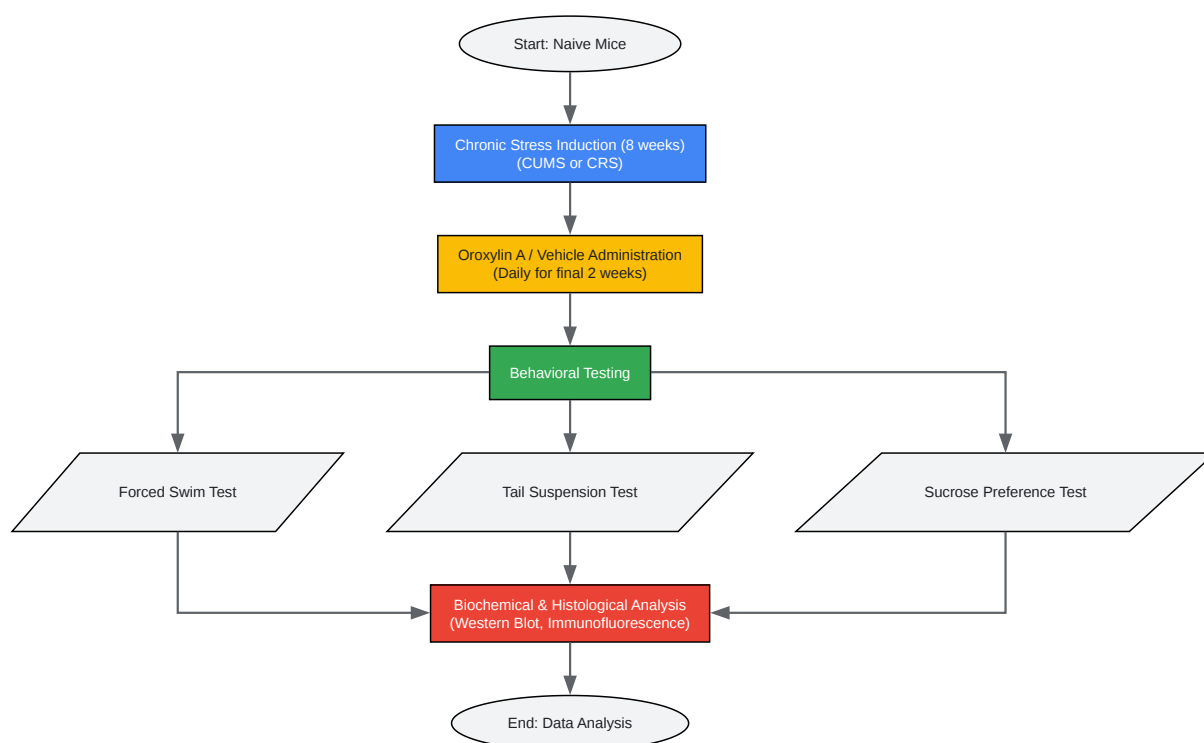 Start: Naive Mice
Chronic Stress Induction (8 weeks)
(CUMS or CRS)
Oroxylin A / Vehicle Administration
(Daily for final 2 weeks)
Behavioral Testing
Forced Swim Test
Tail Suspension Test
Sucrose Preference Test
Biochemical & Histological Analysis
(Western Blot, Immunofluorescence)
End: Data Analysis